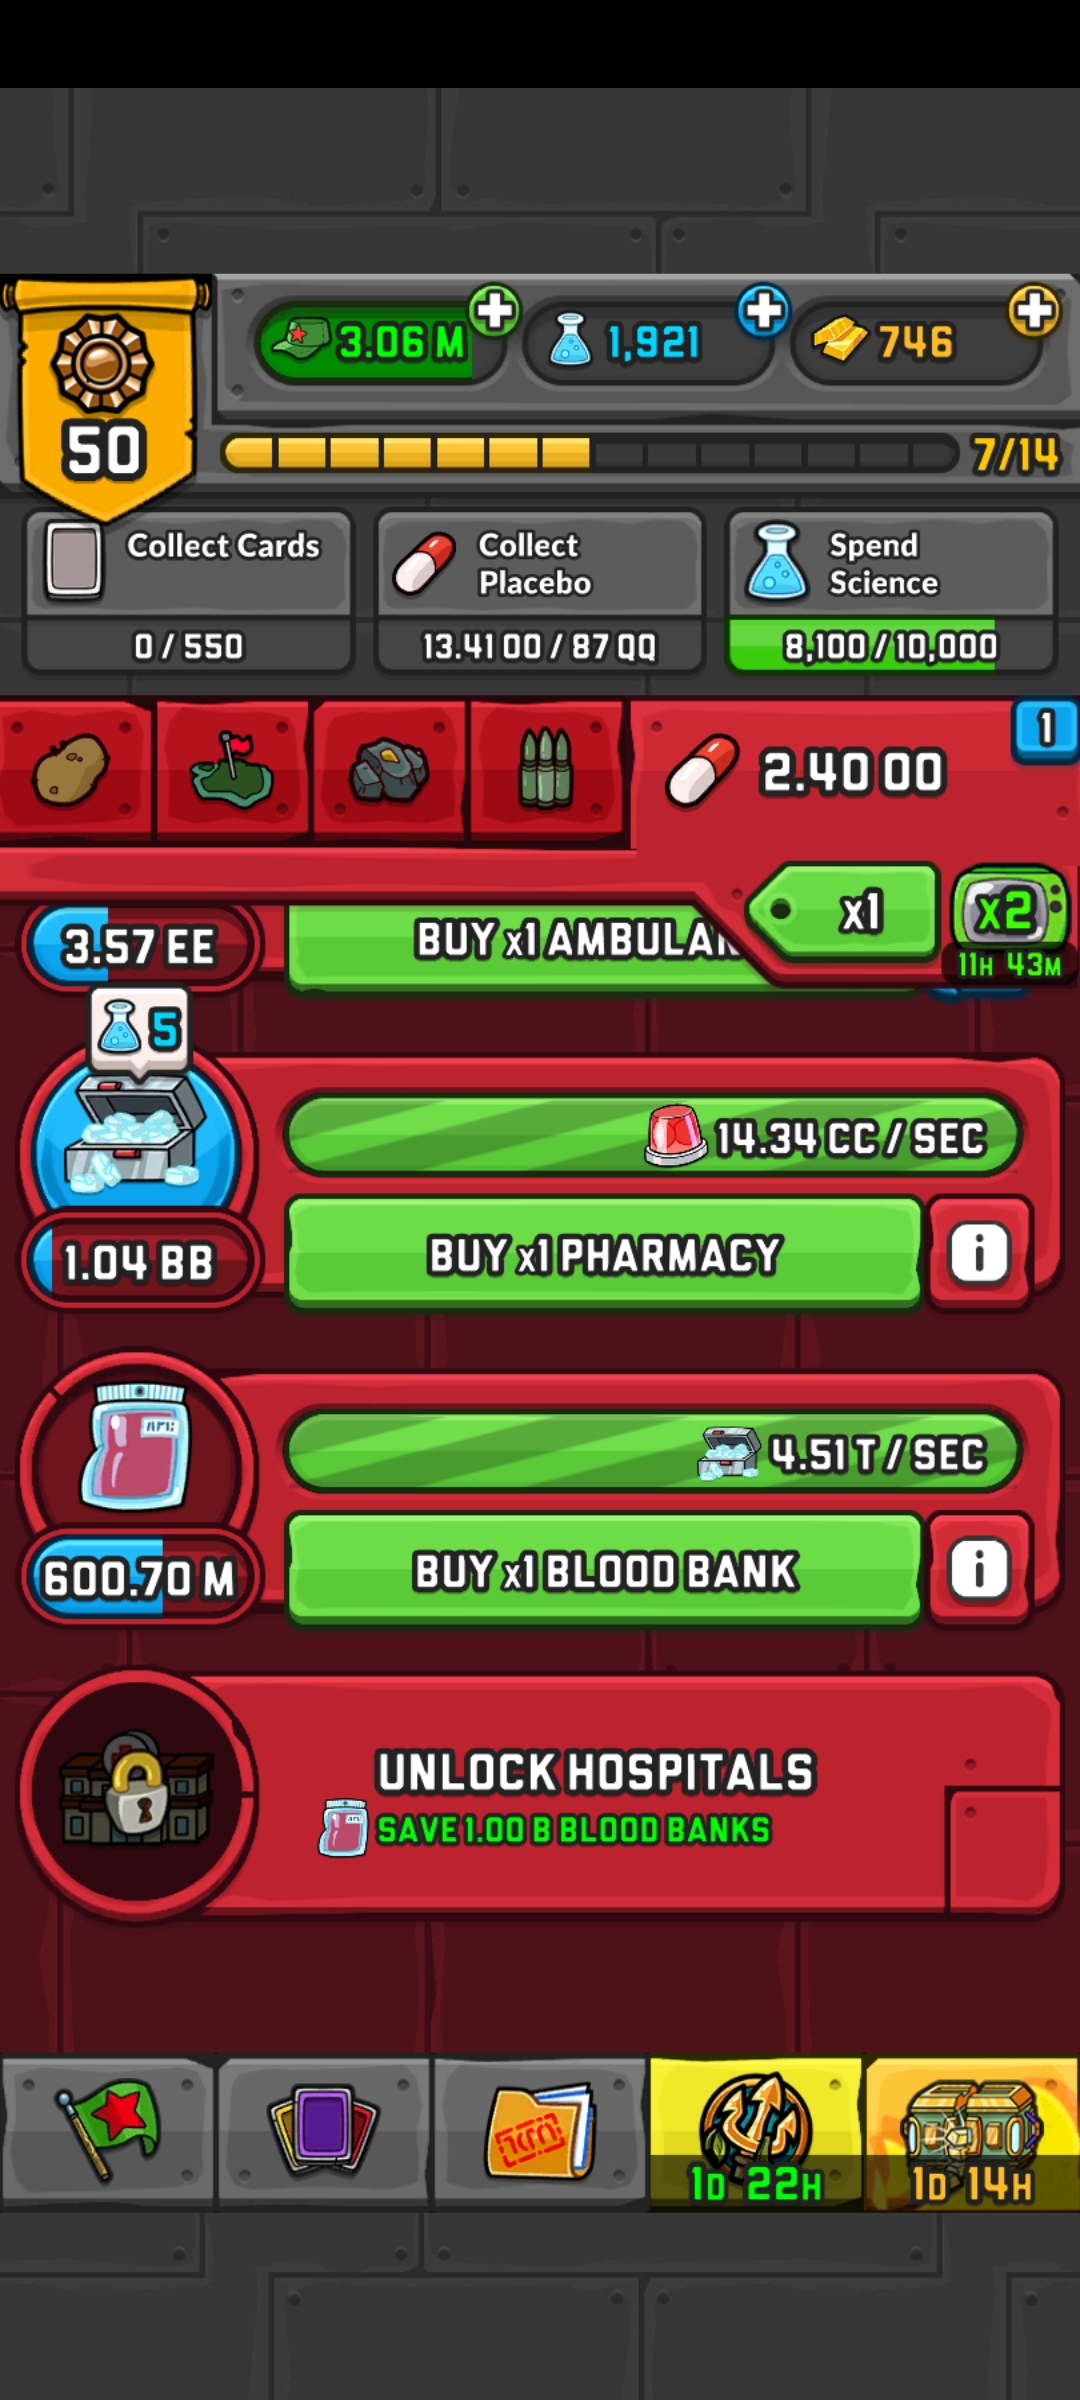 3.06 M
1,921
746
50
7/14
Collect Cards
Collect
Placebo
Spend
Science
0 / 550
13.41 OO / 87 QQ
8,100 / 10,000
1
2.40 OO
x1
x2
11H 43M
3.57 EE
BUY x1 AMBULAN
5
14.34 CC / SEC
1.04 BB
BUY x1 PHARMACY
i
4.51 T / SEC
600.70 M
BUY x1 BLOOD BANK
i
UNLOCK HOSPITALS
SAVE 1.00 B BLOOD BANKS
1D 22H
1D 14H